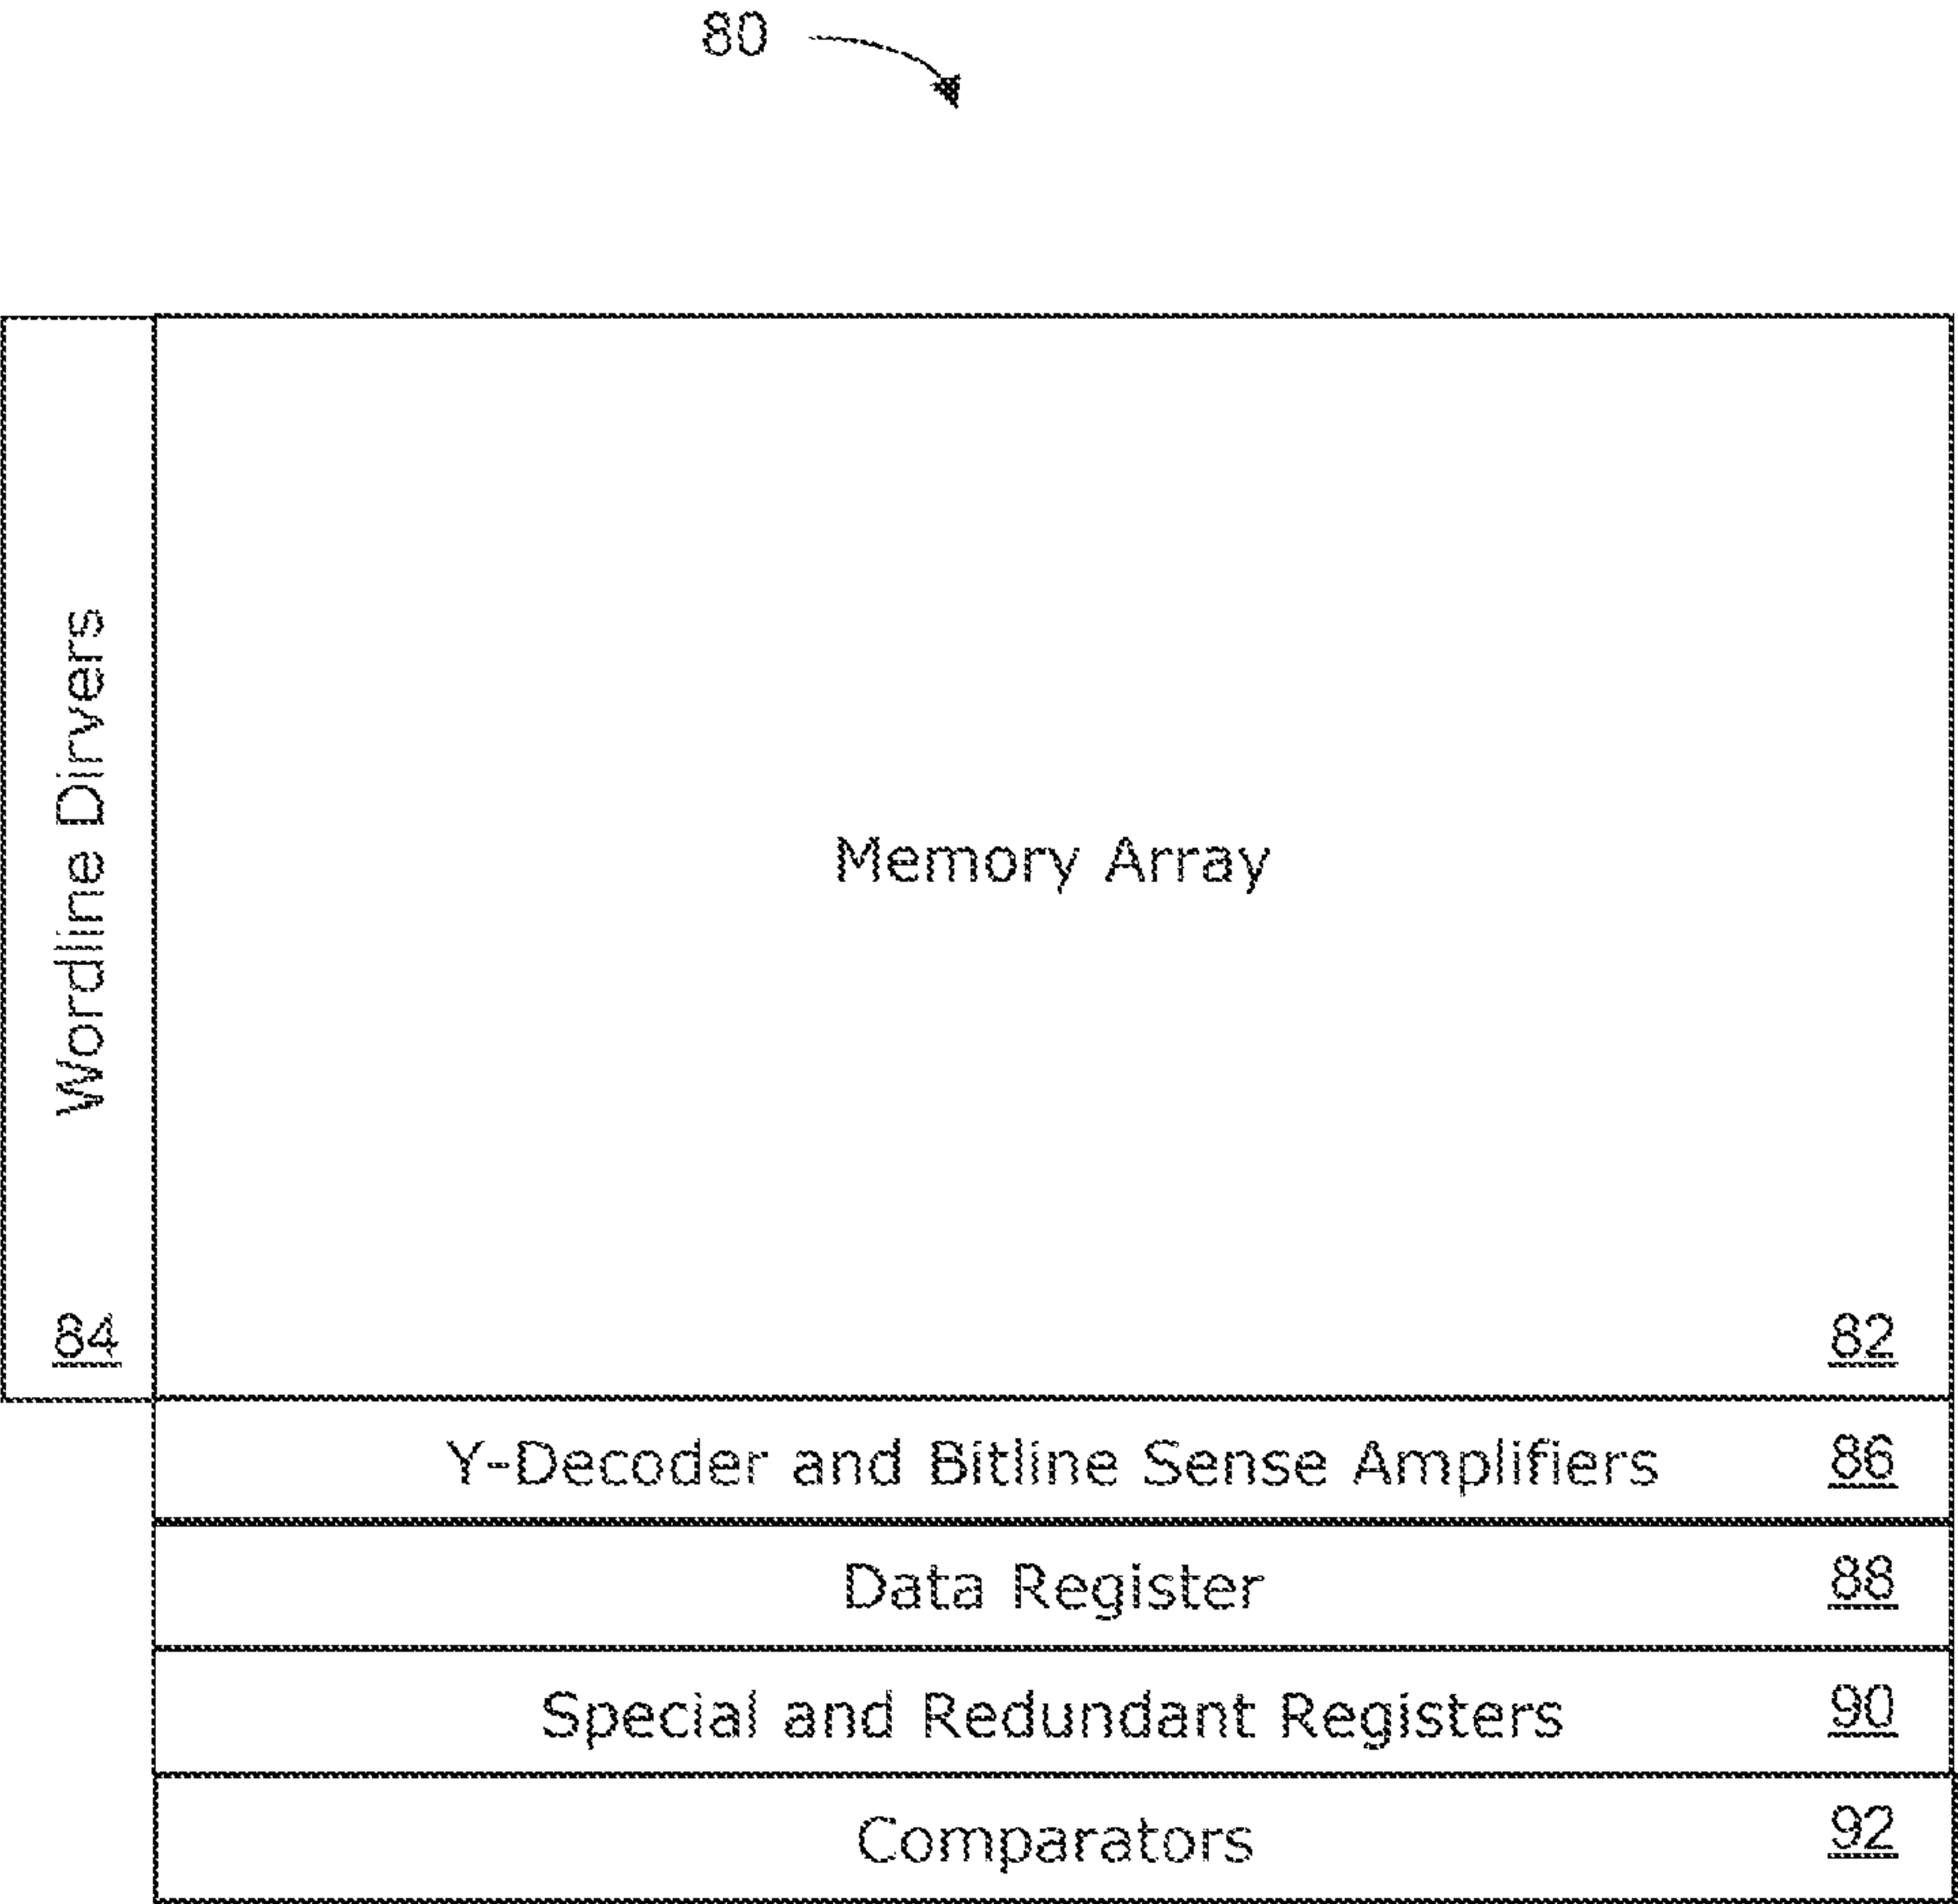 80
Wordline Dirvers
84
Memory Array
82
Y-Decoder and Bitline Sense Amplifiers 86
Data Register 88
Special and Redundant Registers 90
Comparators 92